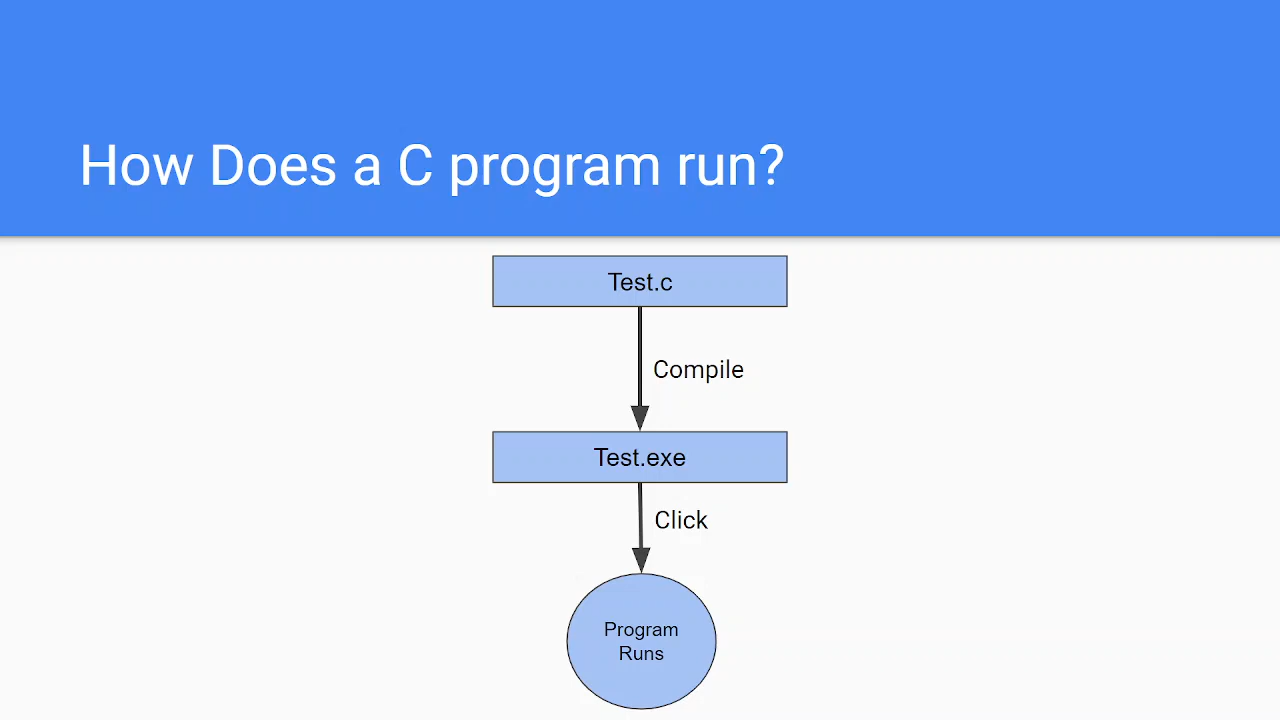 How Does a C program run?
Test.c
Compile
Test.exe
Click
Program
Runs